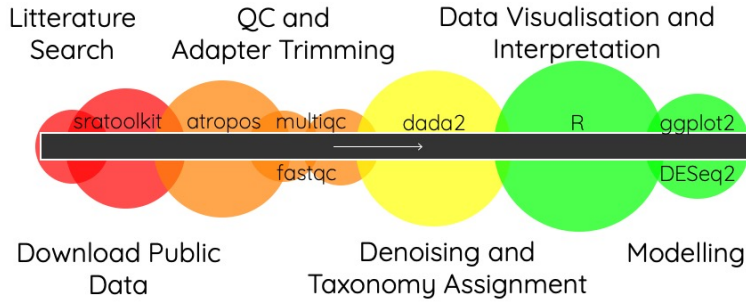 Litterature
Search
QC and
Adapter Trimming
Data Visualisation and
Interpretation
sratoolkit
atropos
multiqc
dada2
R
ggplot2
fastqc
DESeq2
Download Public
Data
Denoising and
Taxonomy Assignment
Modelling